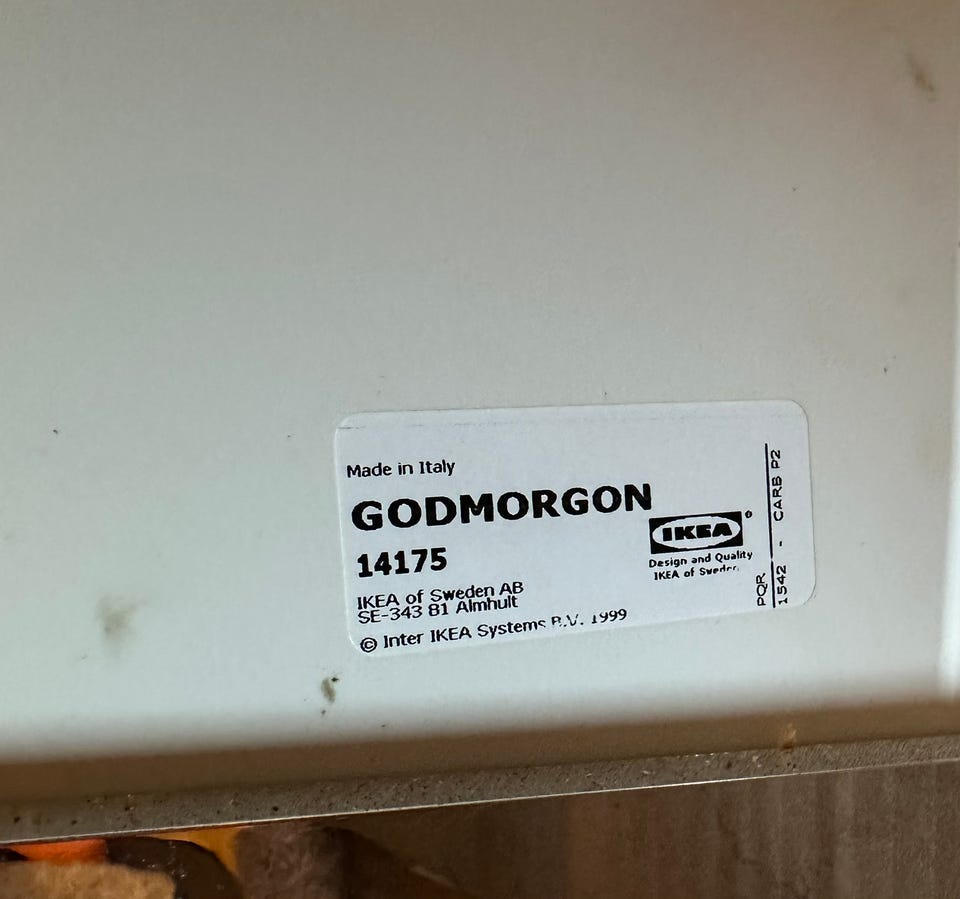 Made in Italy
GODMORGON
14175
IKEA of Sweden AB
SE-343 81 Älmhult
© Inter IKEA Systems B.V. 1999
IKEA®
Design and Quality
IKEA of Sweden
PQR
1542 - CARB P2